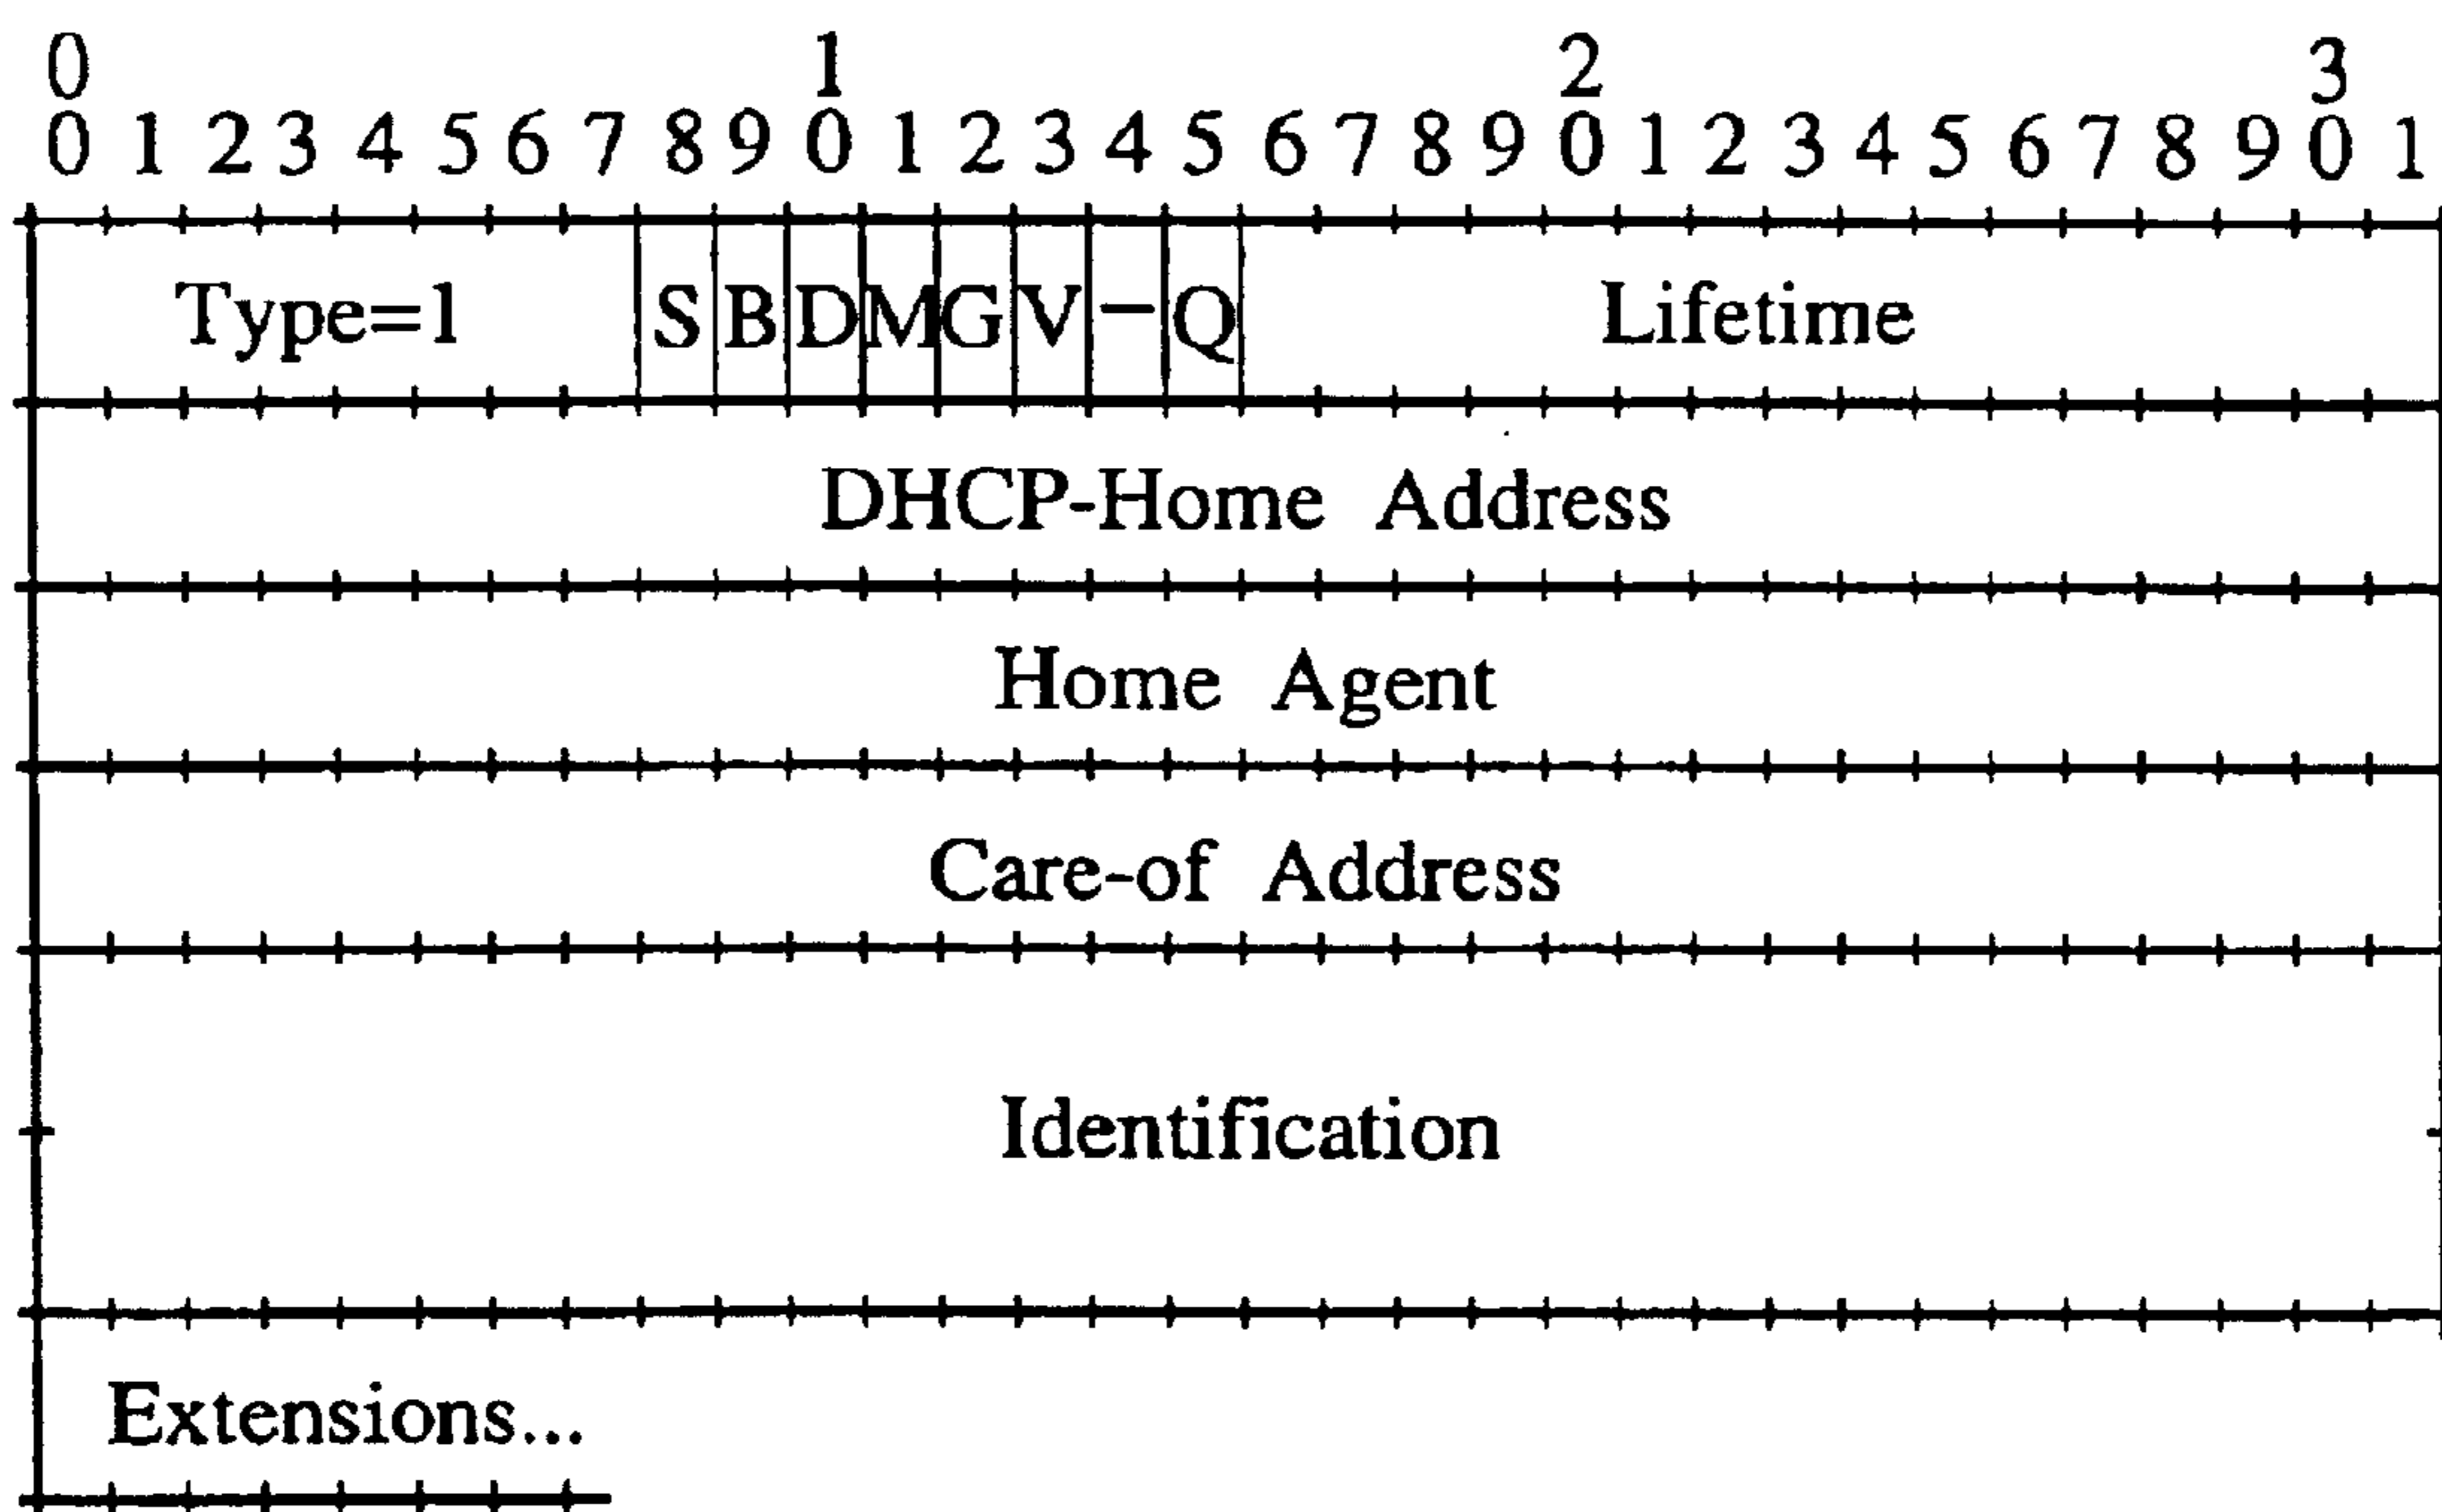 0 1 2 3
0 1 2 3 4 5 6 7 8 9 0 1 2 3 4 5 6 7 8 9 0 1 2 3 4 5 6 7 8 9 0 1
Type=1 S B D M G V – Q Lifetime
DHCP-Home Address
Home Agent
Care-of Address
Identification
Extensions...